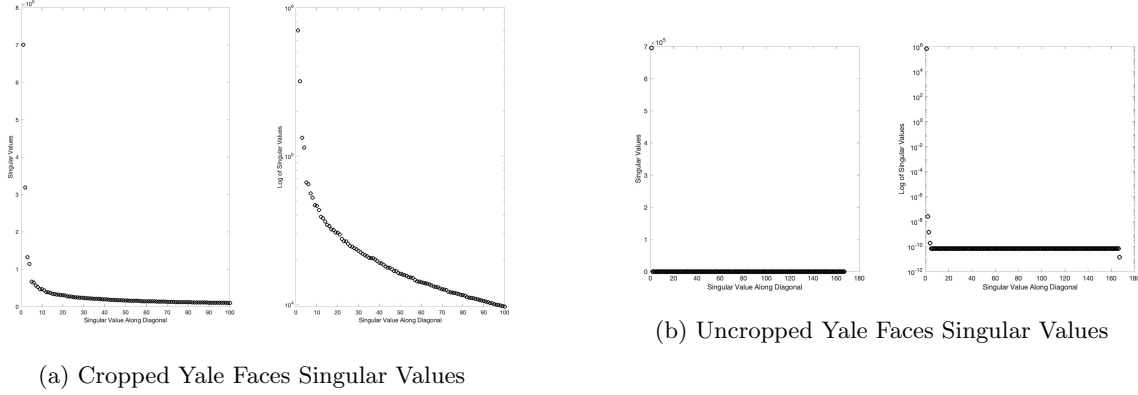 ×10⁵
8
7
6
5
4
3
2
1
0
Singular Values
0 10 20 30 40 50 60 70 80 90 100
Singular Value Along Diagonal
10⁶
10⁵
10⁴
Log of Singular Values
0 10 20 30 40 50 60 70 80 90 100
Singular Value Along Diagonal
(a) Cropped Yale Faces Singular Values
×10⁵
7
6
5
4
3
2
1
0
Singular Values
0 20 40 60 80 100 120 140 160 180
Singular Value Along Diagonal
10⁶
10⁴
10²
10⁰
10⁻²
10⁻⁴
10⁻⁶
10⁻⁸
10⁻¹⁰
10⁻¹²
Log of Singular Values
0 20 40 60 80 100 120 140 160 180
Singular Value Along Diagonal
(b) Uncropped Yale Faces Singular Values